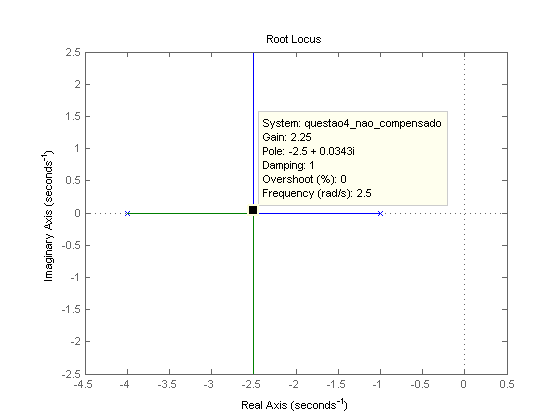 Root Locus
2.5
2
1.5
1
0.5
0
-0.5
-1
-1.5
-2
-2.5
Imaginary Axis (seconds⁻¹)
System: questao4_nao_compensado
Gain: 2.25
Pole: -2.5 + 0.0343i
Damping: 1
Overshoot (%): 0
Frequency (rad/s): 2.5
-4.5 -4 -3.5 -3 -2.5 -2 -1.5 -1 -0.5 0 0.5
Real Axis (seconds⁻¹)